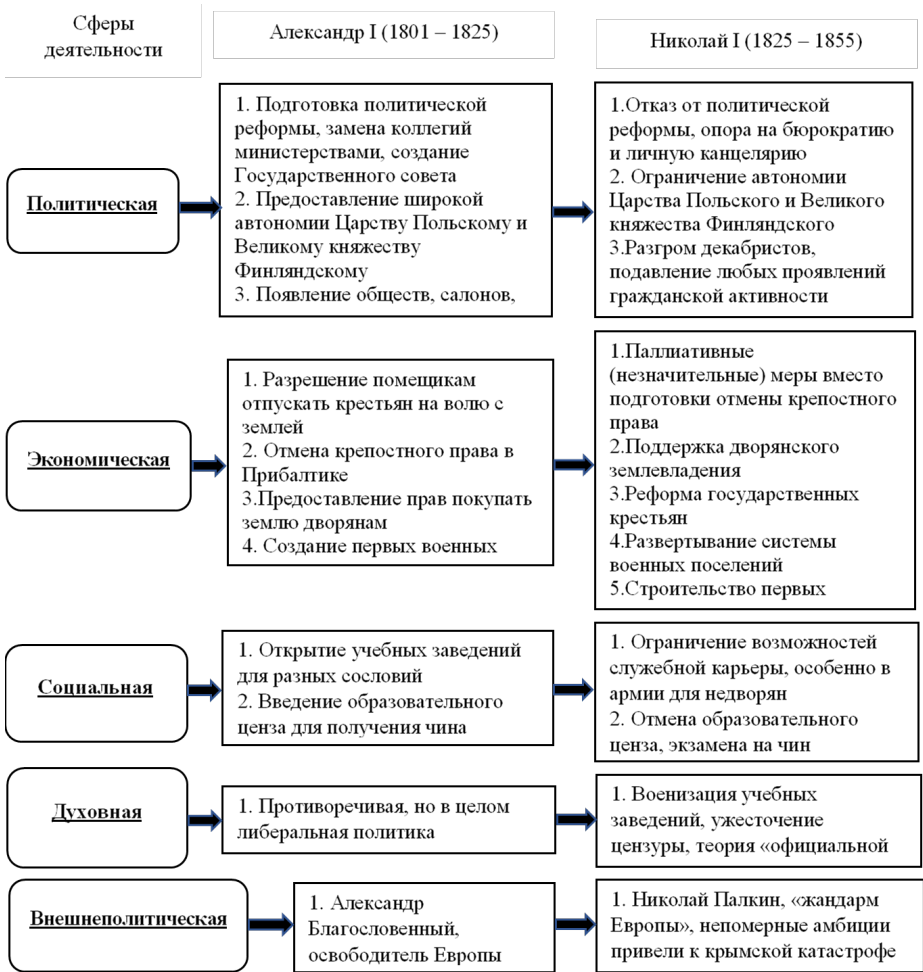 Сферы
деятельности
Александр I (1801 – 1825)
Николай I (1825 – 1855)
Политическая
1. Подготовка политической
реформы, замена коллегий
министерствами, создание
Государственного совета
2. Предоставление широкой
автономии Царству Польскому и
Великому княжеству
Финляндскому
3. Появление обществ, салонов,
1.Отказ от политической
реформы, опора на бюрократию
и личную канцелярию
2. Ограничение автономии
Царства Польского и Великого
княжества Финляндского
3.Разгром декабристов,
подавление любых проявлений
гражданской активности
Экономическая
1. Разрешение помещикам
отпускать крестьян на волю с
землей
2. Отмена крепостного права в
Прибалтике
3.Предоставление прав покупать
землю дворянам
4. Создание первых военных
1.Паллиативные
(незначительные) меры вместо
подготовки отмены крепостного
права
2.Поддержка дворянского
землевладения
3.Реформа государственных
крестьян
4.Развертывание системы
военных поселений
5.Строительство первых
Социальная
1. Открытие учебных заведений
для разных сословий
2. Введение образовательного
ценза для получения чина
1. Ограничение возможностей
служебной карьеры, особенно в
армии для недворян
2. Отмена образовательного
ценза, экзамена на чин
Духовная
1. Противоречивая, но в целом
либеральная политика
1. Военизация учебных
заведений, ужесточение
цензуры, теория «официальной
Внешнеполитическая
1. Александр
Благословенный,
освободитель Европы
1. Николай Палкин, «жандарм
Европы», непомерные амбиции
привели к крымской катастрофе